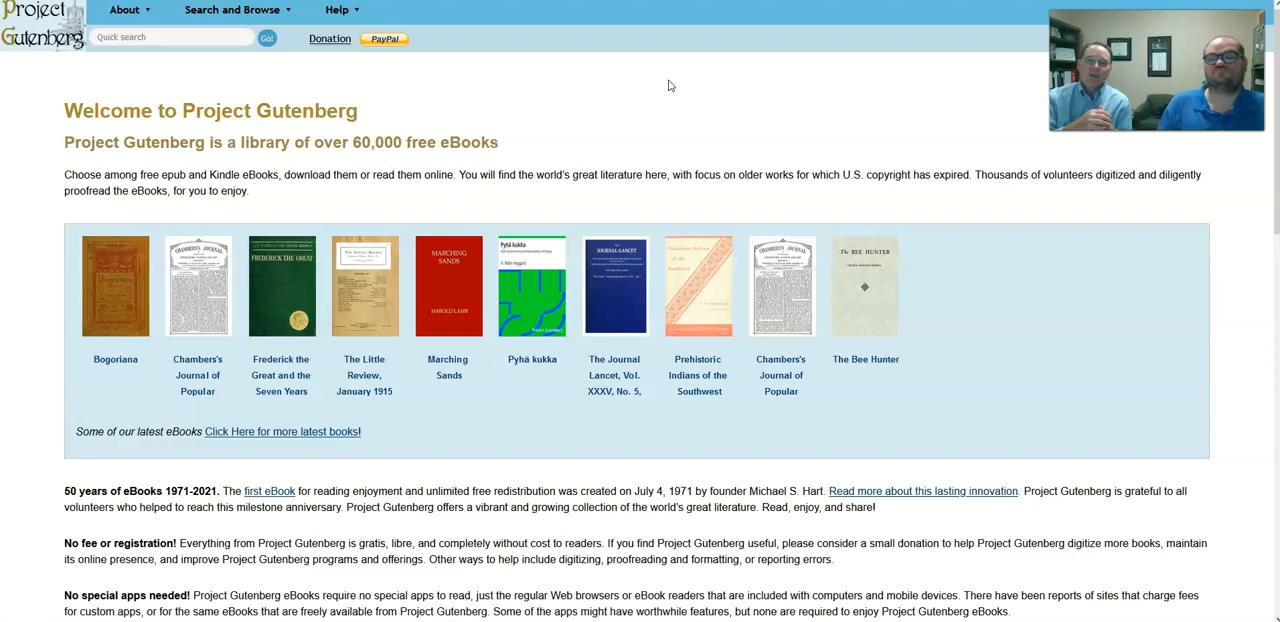 Project Gutenberg
About ▾ Search and Browse ▾ Help ▾
Quick search Go! Donation PayPal
Welcome to Project Gutenberg
Project Gutenberg is a library of over 60,000 free eBooks
Choose among free epub and Kindle eBooks, download them or read them online. You will find the world's great literature here, with focus on older works for which U.S. copyright has expired. Thousands of volunteers digitized and diligently
proofread the eBooks, for you to enjoy.
CHAMBERS'S JOURNAL
FREDERICK THE GREAT
MARCHING
SANDS
HAROLD LAMB
Pyhä kukka
H. Rider Haggard
Project Gutenberg
THE
JOURNAL-LANCET
Prehistoric Indians
of the
Southwest
CHAMBERS'S JOURNAL
The BEE HUNTER
Bogoriana
Chambers's
Journal of
Popular
Frederick the
Great and the
Seven Years
The Little
Review,
January 1915
Marching
Sands
Pyhä kukka
The Journal
Lancet, Vol.
XXXV, No. 5,
Prehistoric
Indians of the
Southwest
Chambers's
Journal of
Popular
The Bee Hunter
Some of our latest eBooks Click Here for more latest books!
50 years of eBooks 1971-2021. The first eBook for reading enjoyment and unlimited free redistribution was created on July 4, 1971 by founder Michael S. Hart. Read more about this lasting innovation. Project Gutenberg is grateful to all
volunteers who helped to reach this milestone anniversary. Project Gutenberg offers a vibrant and growing collection of the world's great literature. Read, enjoy, and share!
No fee or registration! Everything from Project Gutenberg is gratis, libre, and completely without cost to readers. If you find Project Gutenberg useful, please consider a small donation to help Project Gutenberg digitize more books, maintain
its online presence, and improve Project Gutenberg programs and offerings. Other ways to help include digitizing, proofreading and formatting, or reporting errors.
No special apps needed! Project Gutenberg eBooks require no special apps to read, just the regular Web browsers or eBook readers that are included with computers and mobile devices. There have been reports of sites that charge fees
for custom apps, or for the same eBooks that are freely available from Project Gutenberg. Some of the apps might have worthwhile features, but none are required to enjoy Project Gutenberg eBooks.